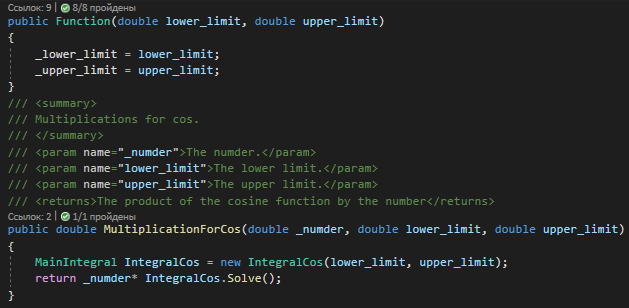 Ссылок: 9 | 8/8 пройдены
public Function(double lower_limit, double upper_limit)
{
_lower_limit = lower_limit;
_upper_limit = upper_limit;
}
/// <summary>
/// Multiplications for cos.
/// </summary>
/// <param name="_numder">The numder.</param>
/// <param name="lower_limit">The lower limit.</param>
/// <param name="upper_limit">The upper limit.</param>
/// <returns>The product of the cosine function by the number</returns>
Ссылок: 2 | 1/1 пройдены
public double MultiplicationForCos(double _numder, double lower_limit, double upper_limit)
{
MainIntegral IntegralCos = new IntegralCos(lower_limit, upper_limit);
return _numder* IntegralCos.Solve();
}